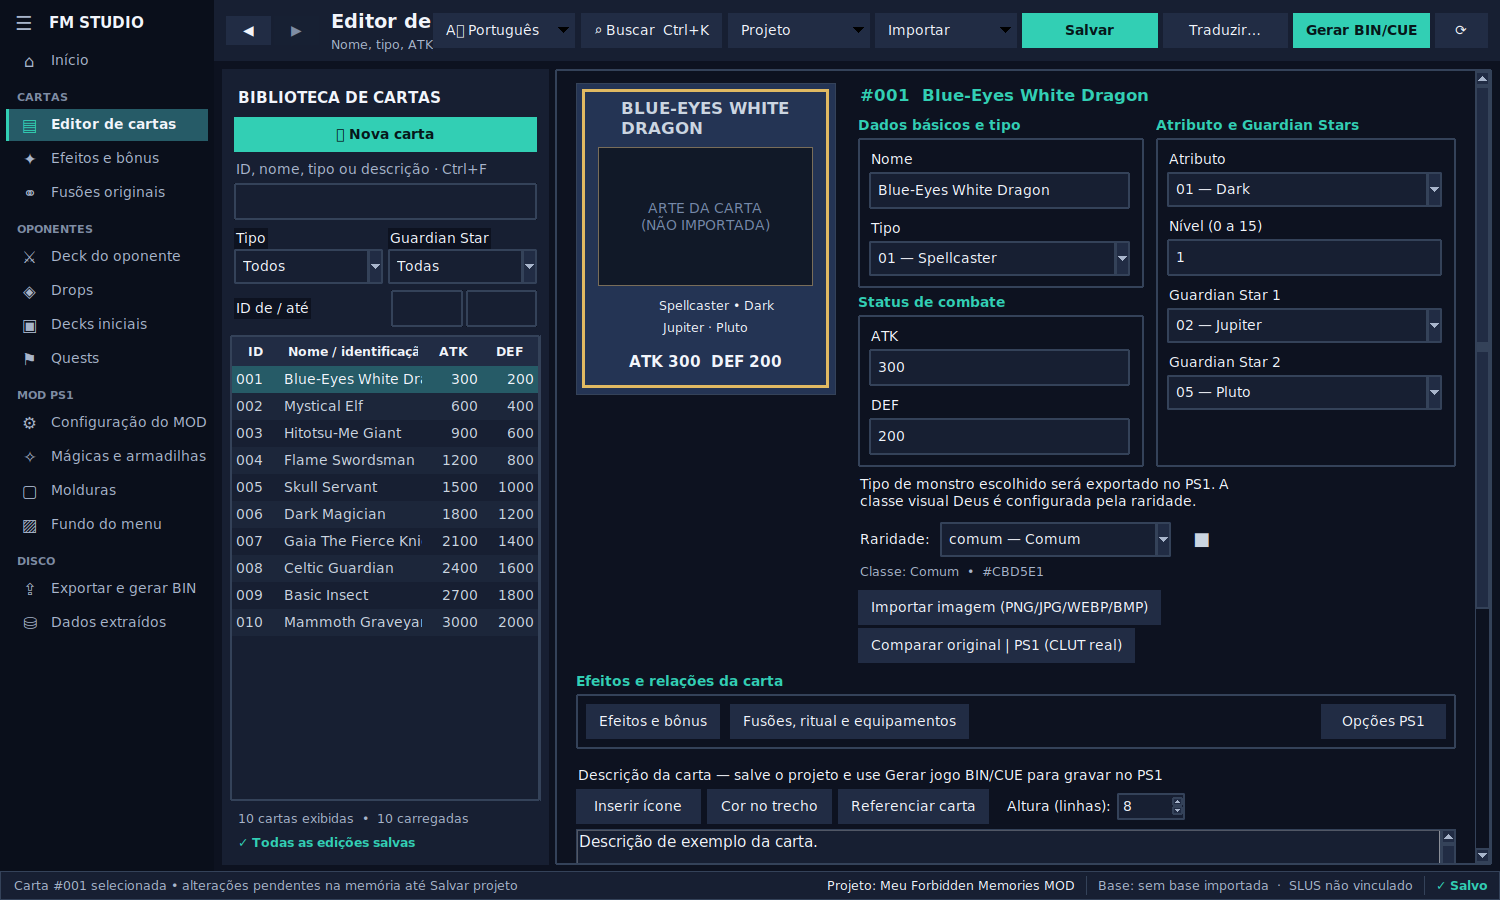 FM STUDIO
Início
CARTAS
Editor de cartas
Efeitos e bônus
Fusões originais
OPONENTES
Deck do oponente
Drops
Decks iniciais
Quests
MOD PS1
Configuração do MOD
Mágicas e armadilhas
Molduras
Fundo do menu
DISCO
Exportar e gerar BIN
Dados extraídos
Editor de
Nome, tipo, ATK
A Português
Buscar Ctrl+K
Projeto
Importar
Salvar
Traduzir...
Gerar BIN/CUE
BIBLIOTECA DE CARTAS
Nova carta
ID, nome, tipo ou descrição · Ctrl+F
Tipo Guardian Star
Todos Todas
ID de / até
ID Nome / identificaçã ATK DEF
001 Blue-Eyes White Dra 300 200
002 Mystical Elf 600 400
003 Hitotsu-Me Giant 900 600
004 Flame Swordsman 1200 800
005 Skull Servant 1500 1000
006 Dark Magician 1800 1200
007 Gaia The Fierce Kni 2100 1400
008 Celtic Guardian 2400 1600
009 Basic Insect 2700 1800
010 Mammoth Graveyar 3000 2000
10 cartas exibidas • 10 carregadas
✓ Todas as edições salvas
BLUE-EYES WHITE
DRAGON
ARTE DA CARTA
(NÃO IMPORTADA)
Spellcaster • Dark
Jupiter · Pluto
ATK 300 DEF 200
#001 Blue-Eyes White Dragon
Dados básicos e tipo
Nome
Blue-Eyes White Dragon
Tipo
01 — Spellcaster
Status de combate
ATK
300
DEF
200
Atributo e Guardian Stars
Atributo
01 — Dark
Nível (0 a 15)
1
Guardian Star 1
02 — Jupiter
Guardian Star 2
05 — Pluto
Tipo de monstro escolhido será exportado no PS1. A
classe visual Deus é configurada pela raridade.
Raridade: comum — Comum
Classe: Comum • #CBD5E1
Importar imagem (PNG/JPG/WEBP/BMP)
Comparar original | PS1 (CLUT real)
Efeitos e relações da carta
Efeitos e bônus Fusões, ritual e equipamentos Opções PS1
Descrição da carta — salve o projeto e use Gerar jogo BIN/CUE para gravar no PS1
Inserir ícone Cor no trecho Referenciar carta Altura (linhas): 8
Descrição de exemplo da carta.
Carta #001 selecionada • alterações pendentes na memória até Salvar projeto
Projeto: Meu Forbidden Memories MOD
Base: sem base importada · SLUS não vinculado
✓ Salvo